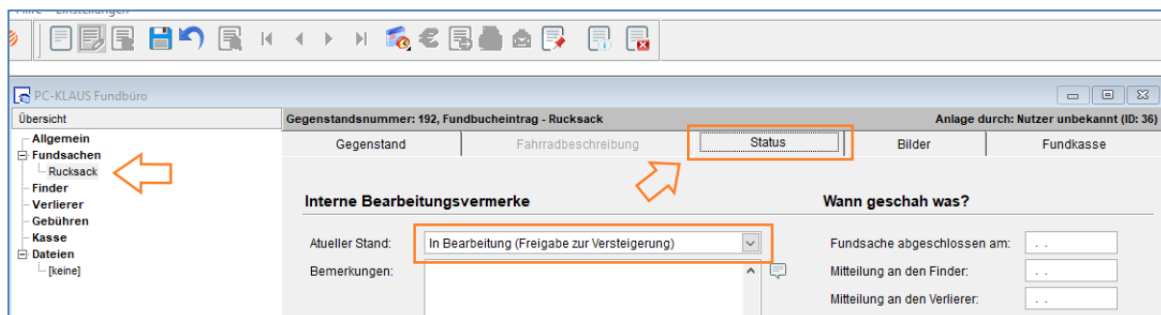 Hilfe Einstellungen
PC-KLAUS Fundbüro
Übersicht
Allgemein
Fundsachen
Rucksack
Finder
Verlierer
Gebühren
Kasse
Dateien
[keine]
Gegenstandsnummer: 192, Fundbucheintrag - Rucksack Anlage durch: Nutzer unbekannt (ID: 36)
Gegenstand Fahrradbeschreibung Status Bilder Fundkasse
Interne Bearbeitungsvermerke
Atueller Stand: In Bearbeitung (Freigabe zur Versteigerung)
Bemerkungen:
Wann geschah was?
Fundsache abgeschlossen am: . .
Mitteilung an den Finder: . .
Mitteilung an den Verlierer: . .